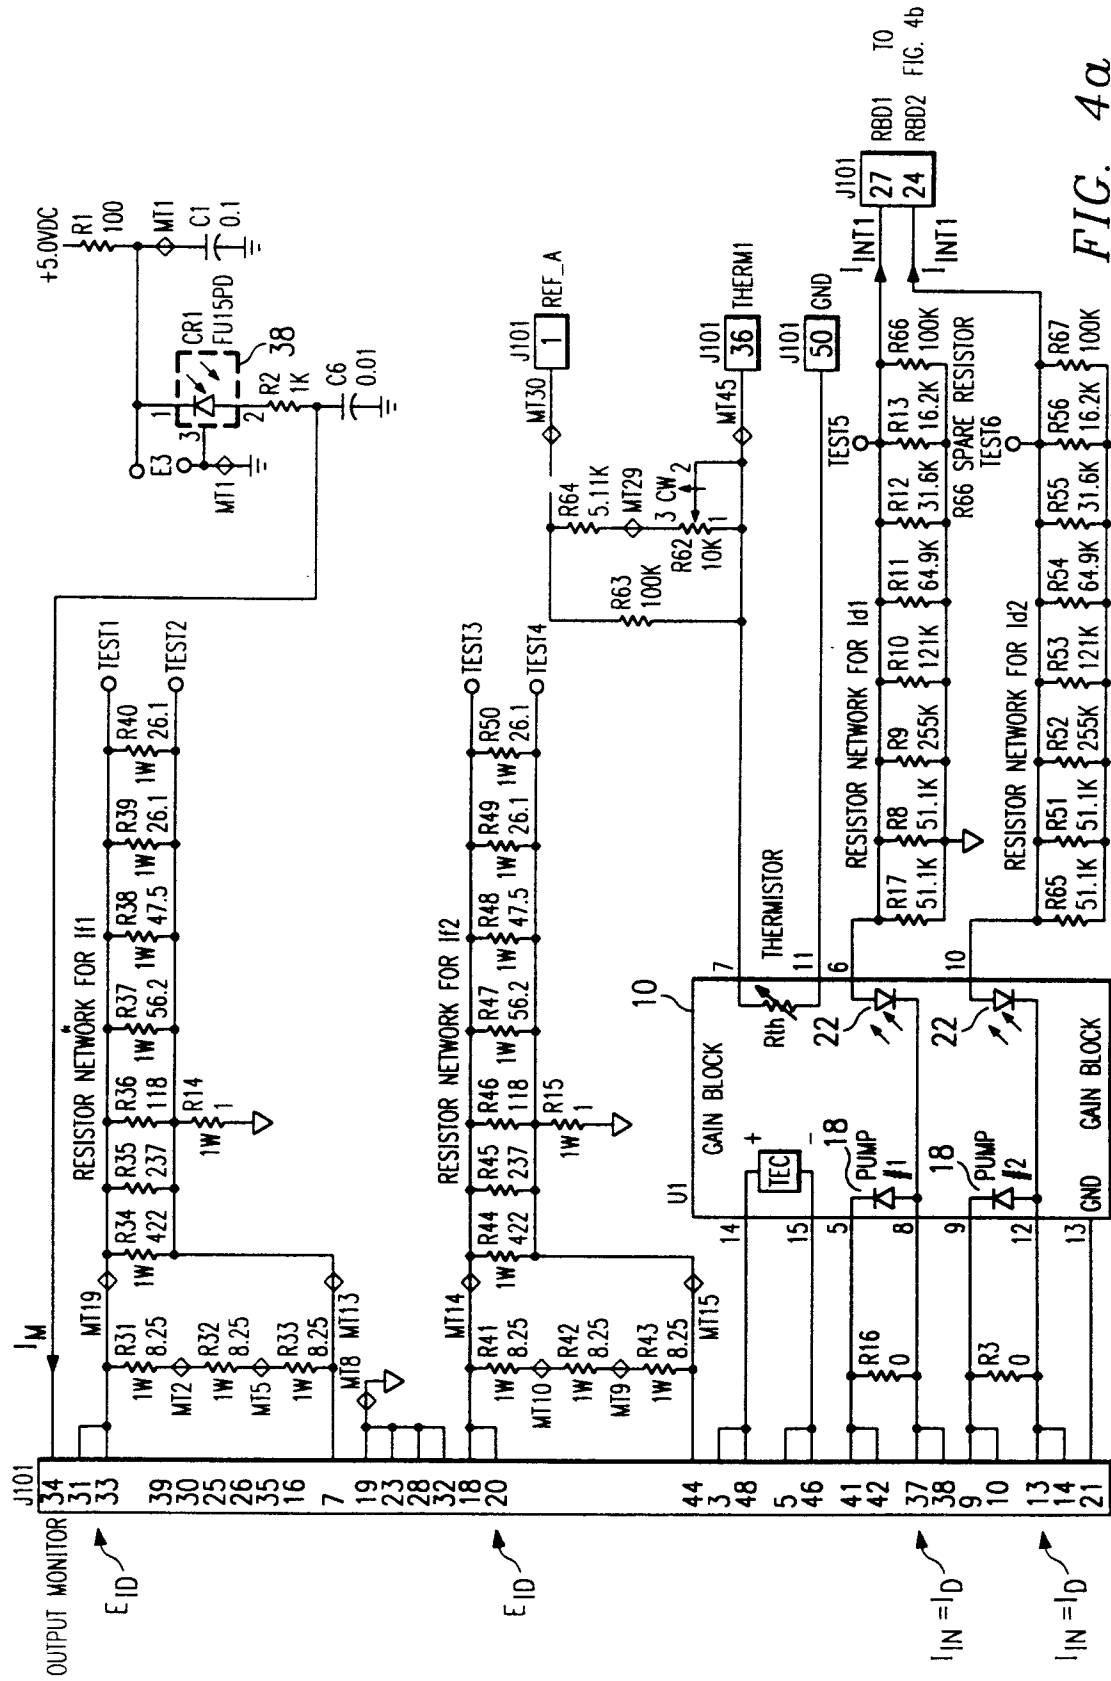 J101
OUTPUT MONITOR
34
31
33
39
30
25
26
35
16
7
19
23
28
32
18
20
44
3
48
5
46
41
42
37
38
9
10
13
14
21
E ID
E ID
I IN = I D
I IN = I D
I M
+5.0VDC
R1
100
MT1
C1
0.1
CR1
FU15PD
38
1
2
3
E3
MT1
R2
1K
C6
0.01
RESISTOR NETWORK FOR If1
*
MT19
R31
8.25
1W
MT2
R32
8.25
1W
MT5
R33
8.25
1W
MT13
MT8
R34
422
1W
R35
237
R36
118
R37
56.2
1W
R38
47.5
1W
R39
26.1
1W
R40
26.1
1W
R14
1
1W
TEST1
TEST2
RESISTOR NETWORK FOR If2
MT14
R41
8.25
1W
MT10
R42
8.25
1W
MT9
R43
8.25
1W
MT15
R44
422
1W
R45
237
R46
118
R47
56.2
1W
R48
47.5
1W
R49
26.1
1W
R50
26.1
1W
R15
1
1W
TEST3
TEST4
J101
1
REF_A
MT30
R64
5.11K
MT29
3 CW
2
R62
10K
1
R63
100K
MT45
J101
36
THERM1
J101
50
GND
10
U1
GAIN BLOCK
14
15
5
8
9
12
13
TEC
+
-
18
PUMP
#1
18
PUMP
#2
GND
GAIN BLOCK
Rth
THERMISTOR
7
11
6
10
22
22
R16
0
R3
0
RESISTOR NETWORK FOR Id1
R17
51.1K
R8
51.1K
R9
255K
R10
121K
R11
64.9K
R12
31.6K
R13
16.2K
R66
100K
TEST5
R66 SPARE RESISTOR
RESISTOR NETWORK FOR Id2
R65
51.1K
R51
51.1K
R52
255K
R53
121K
R54
64.9K
R55
31.6K
R56
16.2K
R67
100K
TEST6
I INT1
I INT1
J101
27
24
RBD1 TO
RBD2 FIG. 4b
FIG. 4a